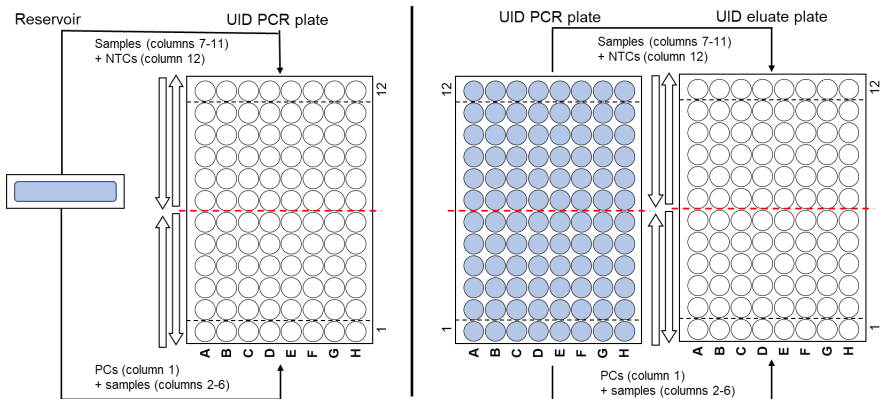 Reservoir
UID PCR plate
Samples (columns 7-11)
+ NTCs (column 12)
12
1
A B C D E F G H
PCs (column 1)
+ samples (columns 2-6)
UID PCR plate
UID eluate plate
Samples (columns 7-11)
+ NTCs (column 12)
12
12
1
1
A B C D E F G H
A B C D E F G H
PCs (column 1)
+ samples (columns 2-6)